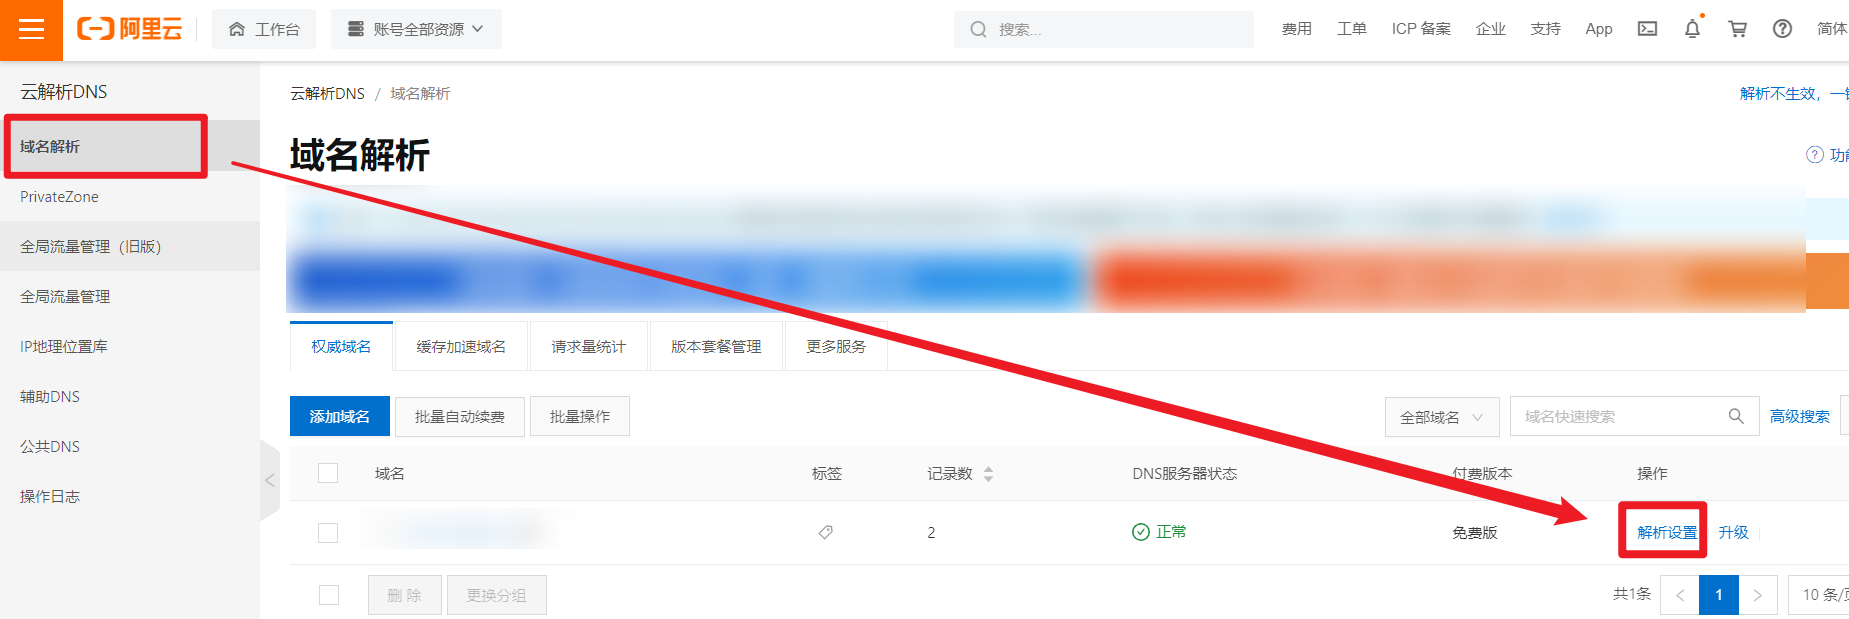 阿里云 工作台 账号全部资源 搜索... 费用 工单 ICP 备案 企业 支持 App 简体
云解析DNS
域名解析
PrivateZone
全局流量管理（旧版）
全局流量管理
IP地理位置库
辅助DNS
公共DNS
操作日志
云解析DNS / 域名解析
解析不生效，一
域名解析
功能
权威域名 缓存加速域名 请求量统计 版本套餐管理 更多服务
添加域名 批量自动续费 批量操作 全部域名 域名快速搜索 高级搜索
域名 标签 记录数 DNS服务器状态 付费版本 操作
2 正常 免费版 解析设置 升级
删 除 更换分组 共1条 < 1 > 10 条/页